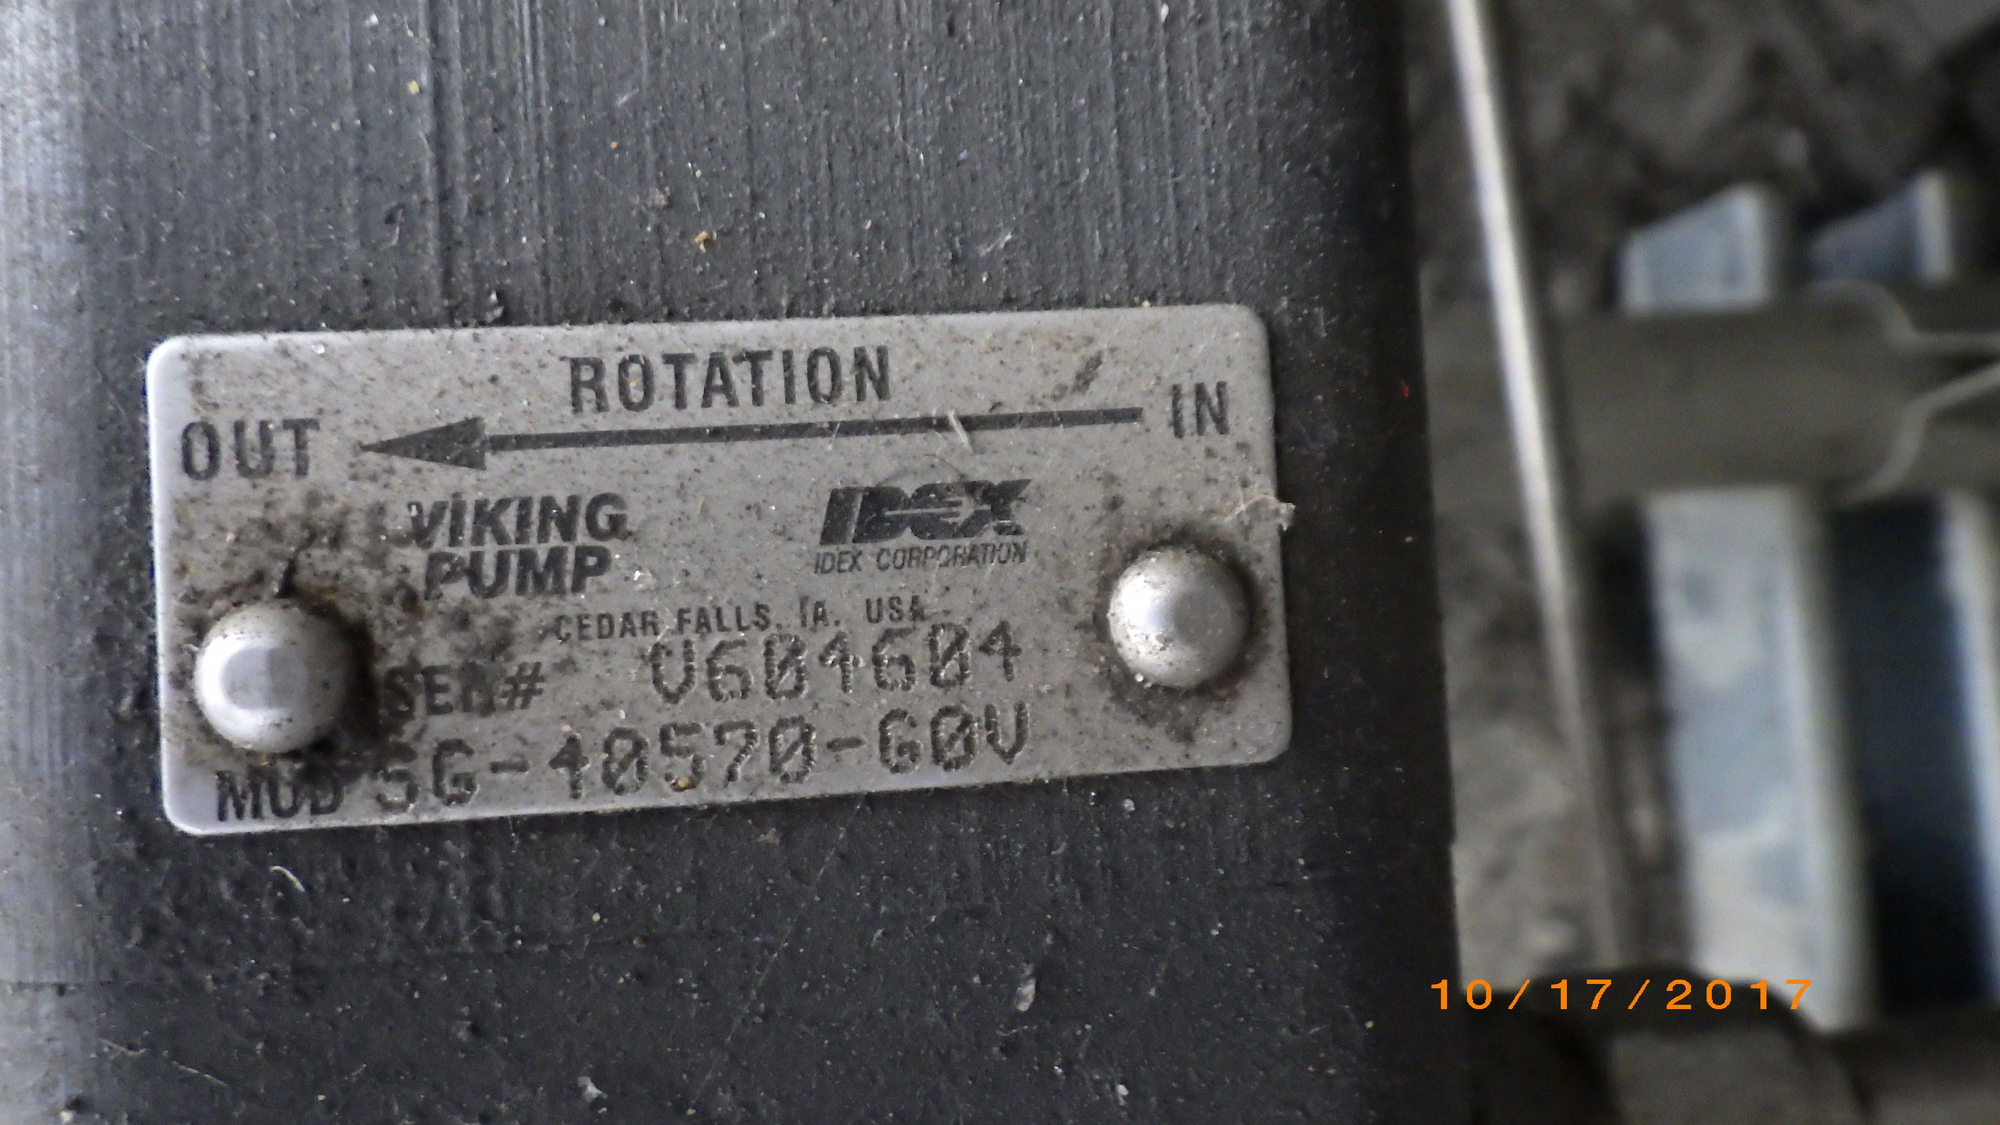 ROTATION
OUT IN
VIKING PUMP
IDEX
IDEX CORPORATION
CEDAR FALLS, IA. USA
SER# V604604
MOD SG-40570-G0V
10/17/2017